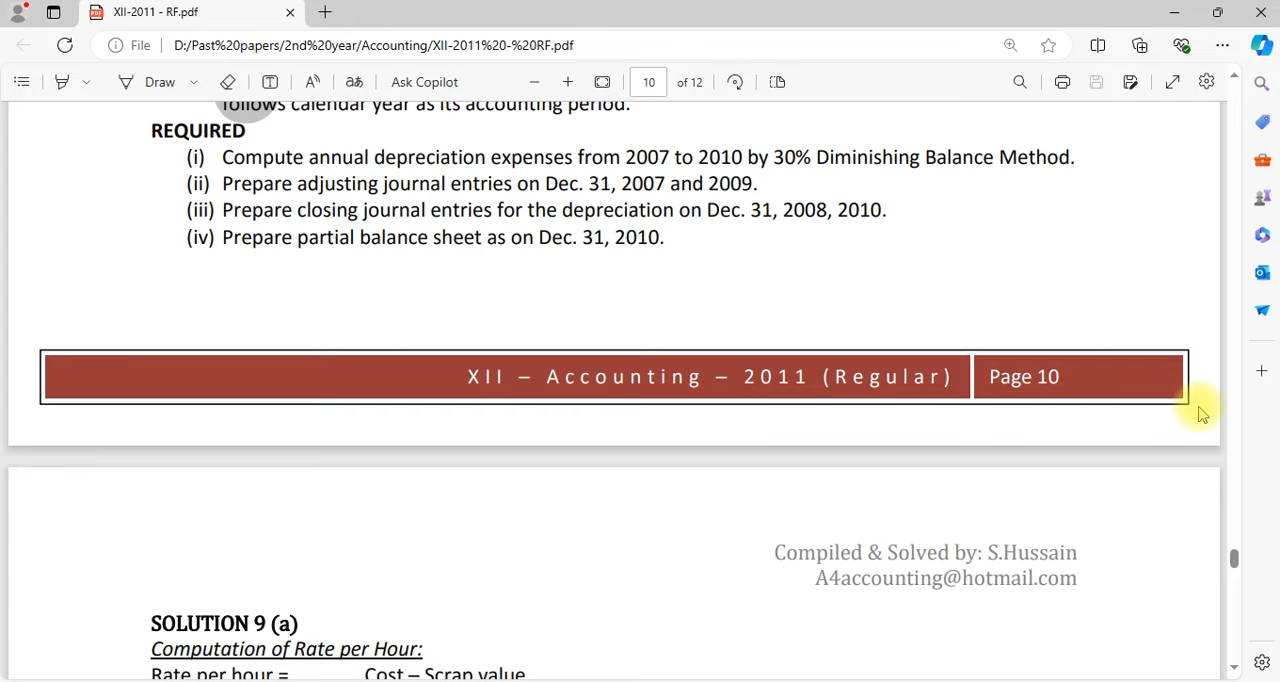 XII-2011 - RF.pdf
File D:/Past%20papers/2nd%20year/Accounting/XII-2011%20-%20RF.pdf
Draw aあ Ask Copilot 10 of 12
follows calendar year as its accounting period.
REQUIRED
(i) Compute annual depreciation expenses from 2007 to 2010 by 30% Diminishing Balance Method.
(ii) Prepare adjusting journal entries on Dec. 31, 2007 and 2009.
(iii) Prepare closing journal entries for the depreciation on Dec. 31, 2008, 2010.
(iv) Prepare partial balance sheet as on Dec. 31, 2010.
XII – Accounting – 2011 (Regular) Page 10
Compiled & Solved by: S.Hussain
A4accounting@hotmail.com
SOLUTION 9 (a)
Computation of Rate per Hour:
Rate per hour = Cost – Scrap value